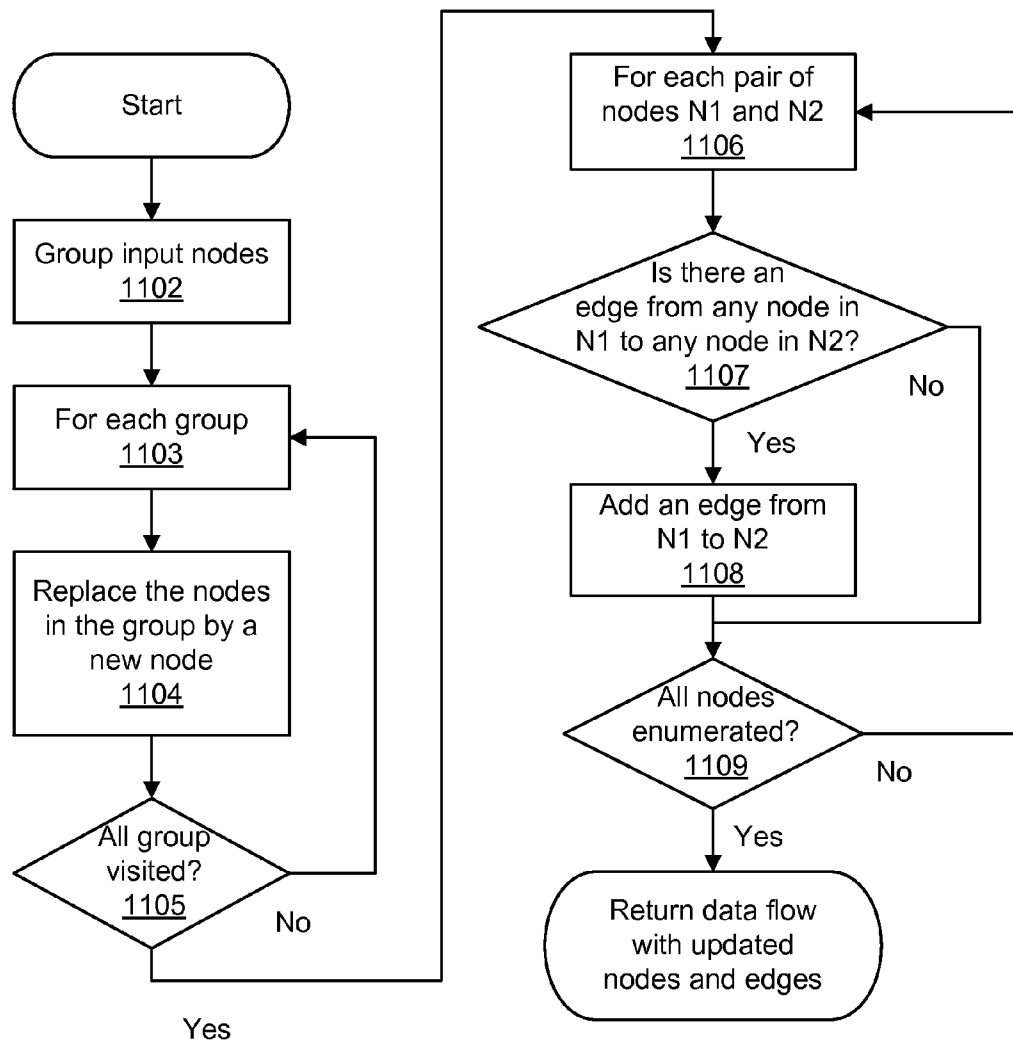 Start
Group input nodes
1102
For each group
1103
Replace the nodes
in the group by a
new node
1104
All group
visited?
1105
No
Yes
For each pair of
nodes N1 and N2
1106
Is there an
edge from any node in
N1 to any node in N2?
1107
No
Yes
Add an edge from
N1 to N2
1108
All nodes
enumerated?
1109
No
Yes
Return data flow
with updated
nodes and edges